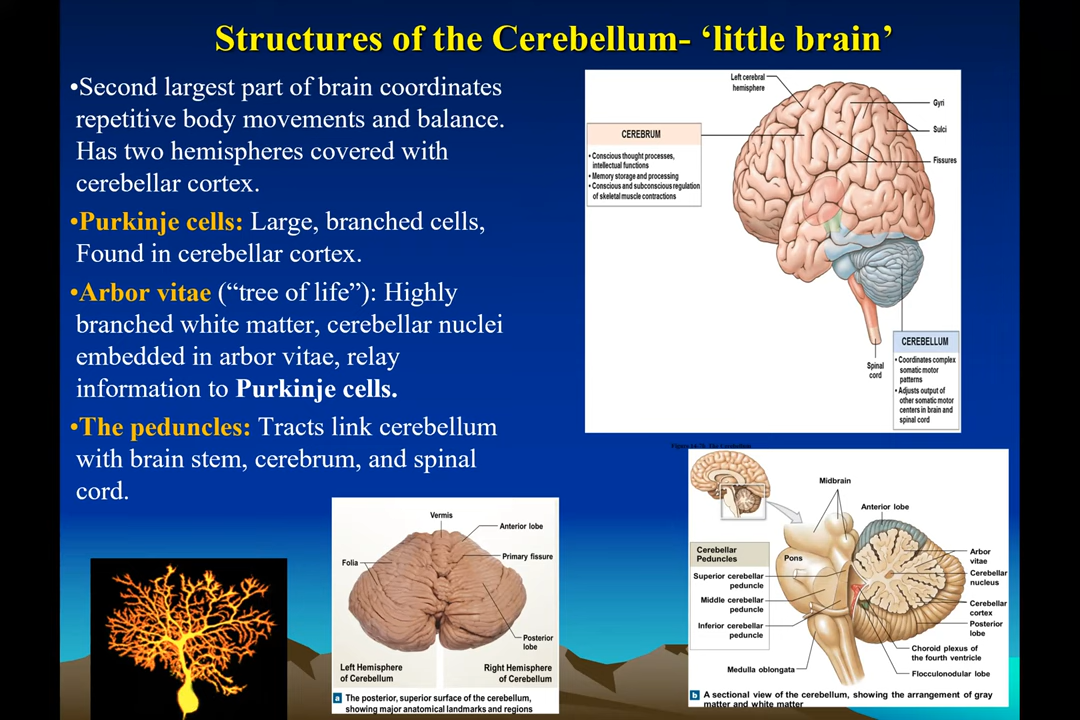 Structures of the Cerebellum- ‘little brain’
•Second largest part of brain coordinates
repetitive body movements and balance.
Has two hemispheres covered with
cerebellar cortex.
•Purkinje cells: Large, branched cells,
Found in cerebellar cortex.
•Arbor vitae (“tree of life”): Highly
branched white matter, cerebellar nuclei
embedded in arbor vitae, relay
information to Purkinje cells.
•The peduncles: Tracts link cerebellum
with brain stem, cerebrum, and spinal
cord.
Left cerebral
hemisphere
Gyri
Sulci
Fissures
CEREBRUM
• Conscious thought processes,
intellectual functions
• Memory storage and processing
• Conscious and subconscious regulation
of skeletal muscle contractions
Spinal
cord
CEREBELLUM
• Coordinates complex
somatic motor
patterns
• Adjusts output of
other somatic motor
centers in brain and
spinal cord
Vermis
Anterior lobe
Primary fissure
Folia
Posterior
lobe
Left Hemisphere
of Cerebellum
Right Hemisphere
of Cerebellum
a The posterior, superior surface of the cerebellum,
showing major anatomical landmarks and regions
Midbrain
Anterior lobe
Cerebellar
Peduncles
Pons
Superior cerebellar
peduncle
Middle cerebellar
peduncle
Inferior cerebellar
peduncle
Medulla oblongata
Arbor
vitae
Cerebellar
nucleus
Cerebellar
cortex
Posterior
lobe
Choroid plexus of
the fourth ventricle
Flocculonodular lobe
b A sectional view of the cerebellum, showing the arrangement of gray
matter and white matter